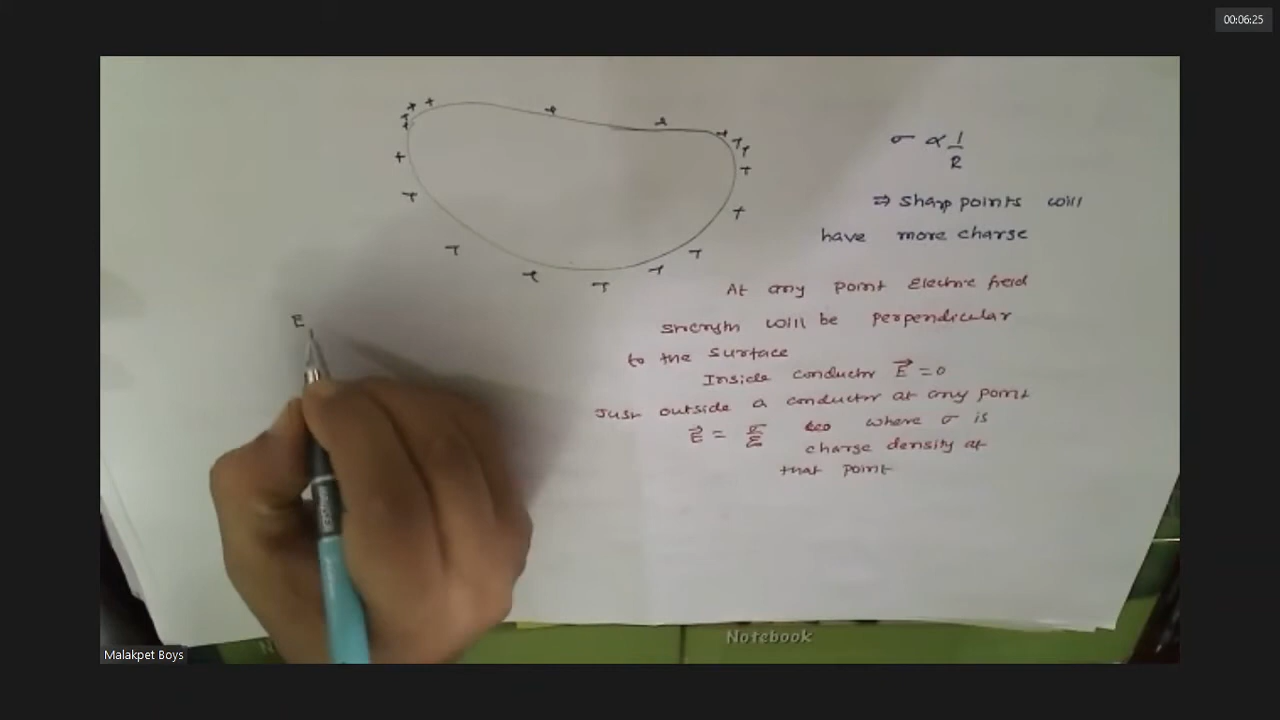 00:06:25
σ ∝ 1/R
⇒ sharp points will
have more charge
At any point Electric field
strength will be perpendicular
to the surface
Inside conductor E⃗ = 0
Just outside a conductor at any point
E⃗ = σ/ε where σ is
charge density at
that point
E
Notebook
Malakpet Boys